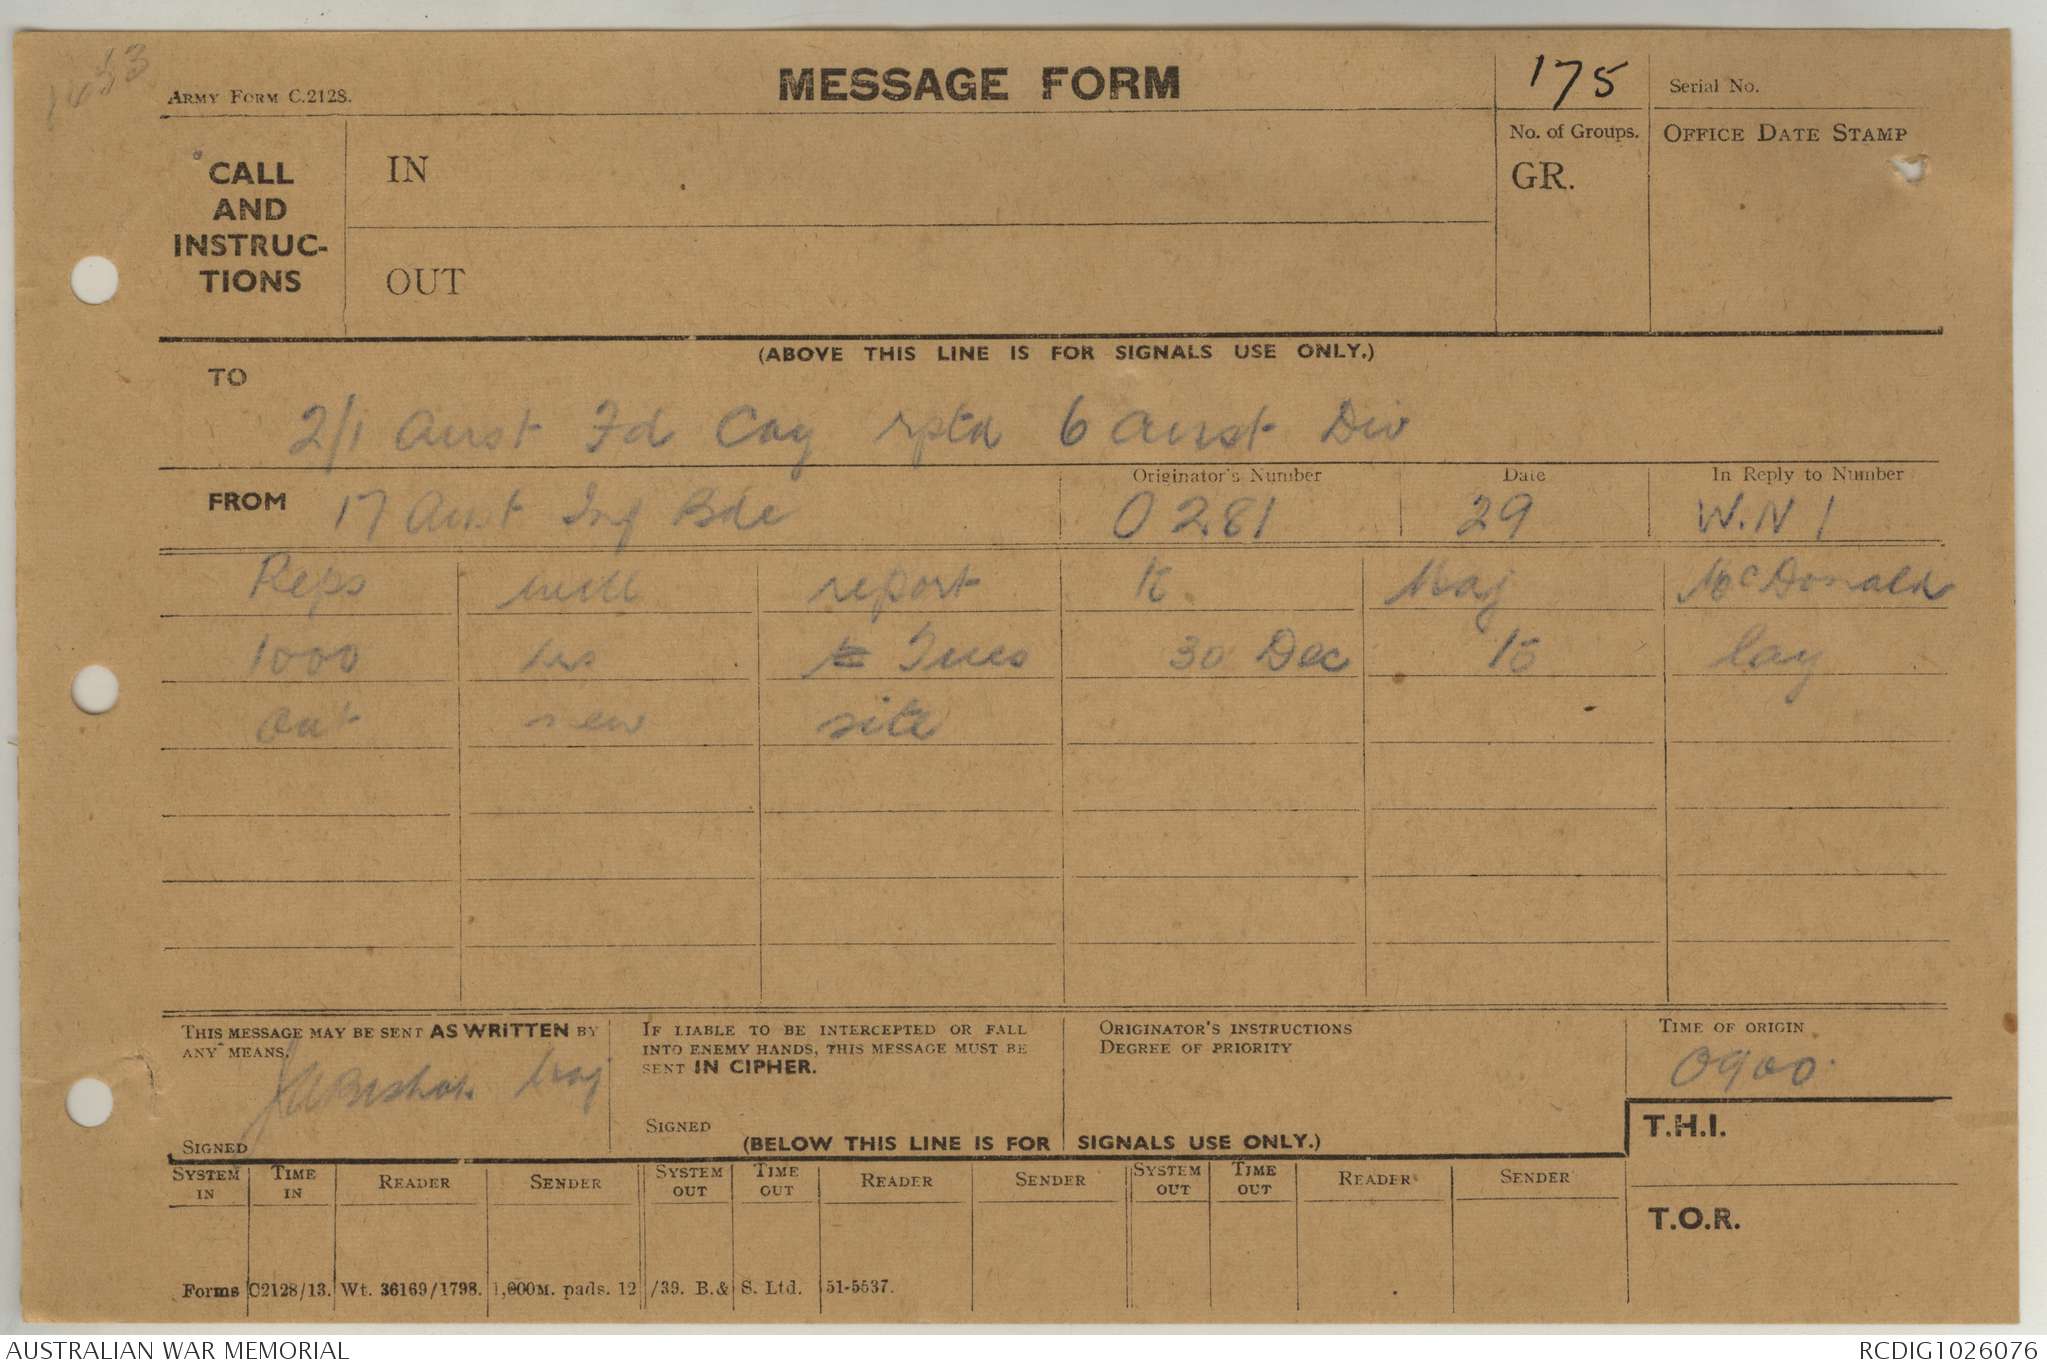 1633
ARMY FORM C.2128.
MESSAGE FORM
175
Serial No.
CALL AND INSTRUC-TIONS
IN
OUT
No. of Groups.
GR.
OFFICE DATE STAMP
(ABOVE THIS LINE IS FOR SIGNALS USE ONLY.)
TO
2/1 Aust Fd Coy rptd 6 Aust Div
FROM 17 Aust Inf Bde
Originator's Number 0281
Date 29
In Reply to Number W.N 1
Reps will report to Maj McDonald
1000 hrs Tues 30 Dec to lay
out new site
THIS MESSAGE MAY BE SENT AS WRITTEN BY ANY MEANS.
JABishop Maj
SIGNED
IF LIABLE TO BE INTERCEPTED OR FALL INTO ENEMY HANDS, THIS MESSAGE MUST BE SENT IN CIPHER.
SIGNED
ORIGINATOR'S INSTRUCTIONS
DEGREE OF PRIORITY
TIME OF ORIGIN
0900.
T.H.I.
(BELOW THIS LINE IS FOR SIGNALS USE ONLY.)
SYSTEM IN TIME IN READER SENDER SYSTEM OUT TIME OUT READER SENDER SYSTEM OUT TIME OUT READER SENDER
T.O.R.
Forms C2128/13. Wt. 36169/1798. 1,000M. pads. 12/39. B.& S. Ltd. 51-5537.
AUSTRALIAN WAR MEMORIAL
RCDIG1026076